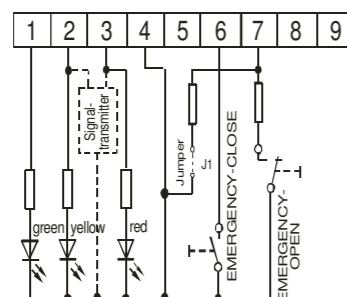 1 2 3 4 5 6 7 8 9
Signal-
transmitter
Jumper
J1
EMERGENCY-CLOSE
EMERGENCY-
OPEN
green yellow red